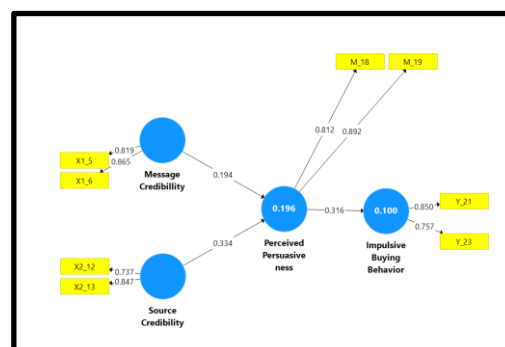 M_18
M_19
0.812
0.892
0.819
0.865
X1_5
X1_6
Message
Credibillity
0.194
0.196
0.316
0.100
0.850
Y_21
0.757
Y_23
Perceived
Persuasive
ness
Impulsive
Buying
Behavior
0.334
X2_12
X2_13
0.737
0.847
Source
Credibility